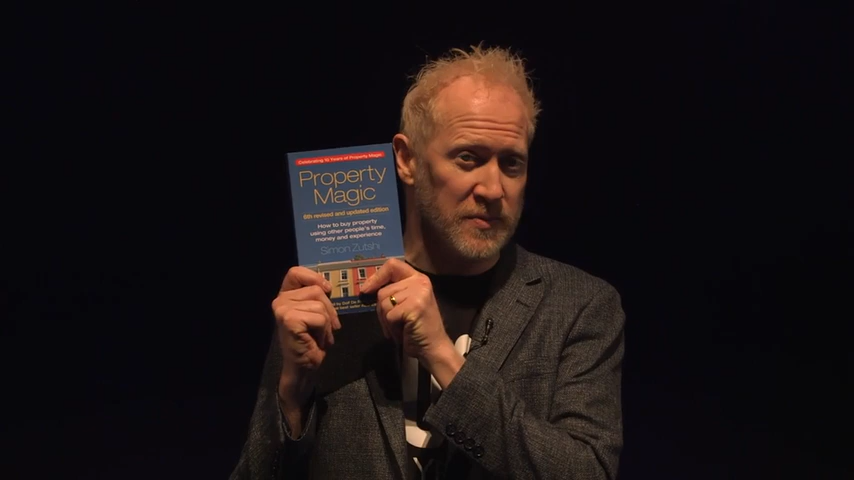 Celebrating 10 Years of Property Magic
Property
Magic
6th revised and updated edition
How to buy property
using other people's time,
money and experience
Simon Zutshi